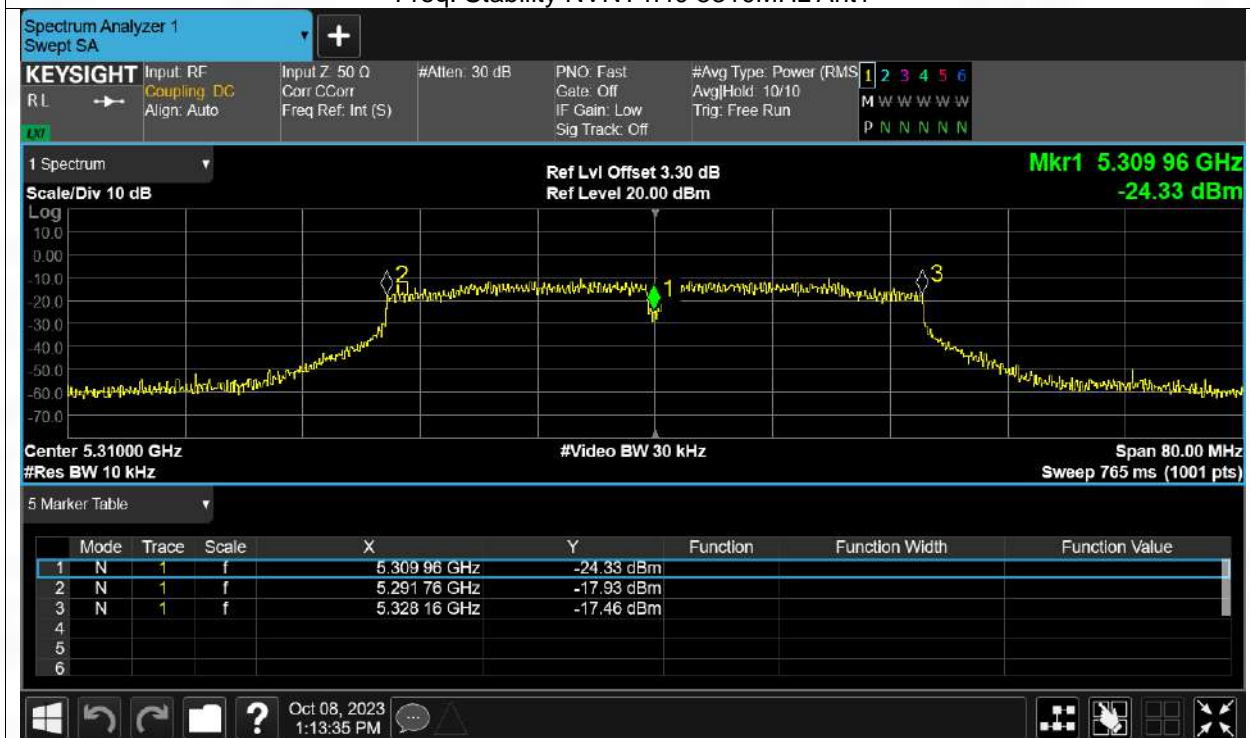 Freq. Stability NVNT n40 5310MHz Ant1
Spectrum Analyzer 1
Swept SA
+
KEYSIGHT Input: RF Input Z: 50 Ω #Atten: 30 dB PNO: Fast #Avg Type: Power (RMS 1 2 3 4 5 6
RL Coupling: DC Corr CCorr Gate: Off Avg|Hold: 10/10 M W W W W W
Align: Auto Freq Ref: Int (S) IF Gain: Low Trig: Free Run
LXI Sig Track: Off P N N N N N
1 Spectrum Ref Lvl Offset 3.30 dB Mkr1 5.309 96 GHz
Scale/Div 10 dB Ref Level 20.00 dBm -24.33 dBm
Log
10.0
0.00
-10.0 2 3
-20.0 1
-30.0
-40.0
-50.0
-60.0
-70.0
Center 5.31000 GHz #Video BW 30 kHz Span 80.00 MHz
#Res BW 10 kHz Sweep 765 ms (1001 pts)
5 Marker Table
Mode Trace Scale X Y Function Function Width Function Value
1 N 1 f 5.309 96 GHz -24.33 dBm
2 N 1 f 5.291 76 GHz -17.93 dBm
3 N 1 f 5.328 16 GHz -17.46 dBm
4
5
6
? Oct 08, 2023
1:13:35 PM